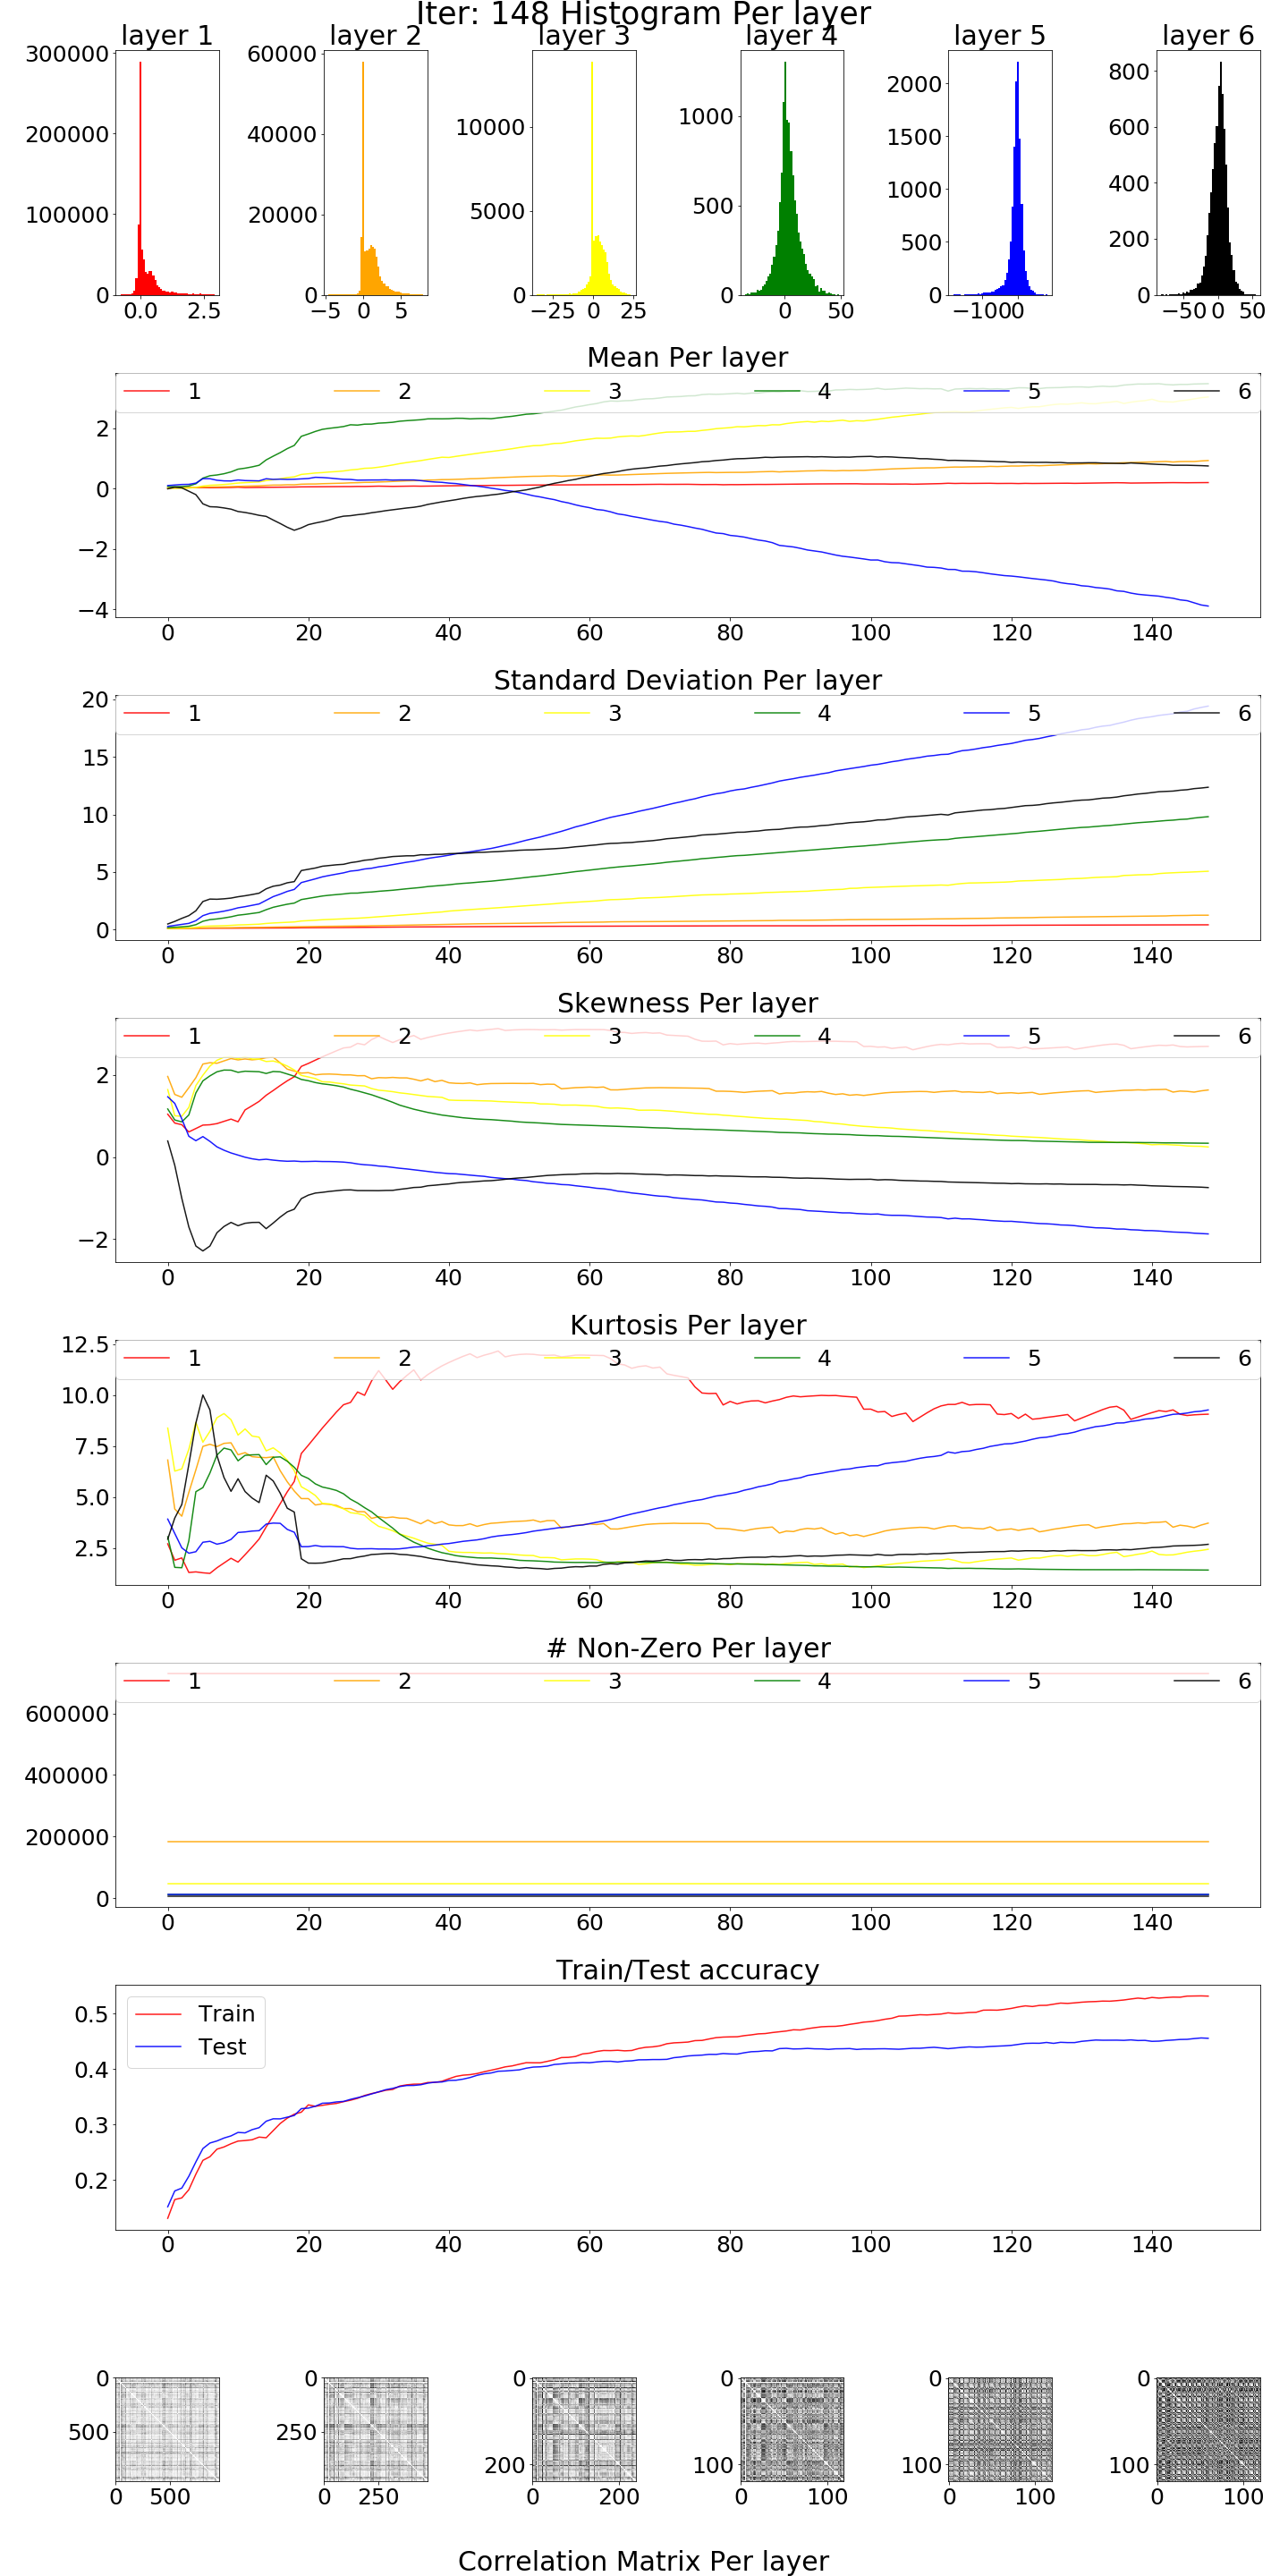 Iter: 148 Histogram Per layer
layer 1 layer 2 layer 3 layer 4 layer 5 layer 6
300000 60000
2000 800
10000 1000
200000 40000 1500 600
1000 400
5000 500
100000 20000
500 200
0 0 0 0 0 0
0.0 2.5 −5 0 5 −25 0 25 0 50 −100 0 −50 0 50
Mean Per layer
1 2 3 4 5 6
2
0
−2
−4
0 20 40 60 80 100 120 140
Standard Deviation Per layer
20
1 2 3 4 5 6
15
10
5
0
0 20 40 60 80 100 120 140
Skewness Per layer
1 2 3 4 5 6
2
0
−2
0 20 40 60 80 100 120 140
Kurtosis Per layer
12.5
1 2 3 4 5 6
10.0
7.5
5.0
2.5
0 20 40 60 80 100 120 140
# Non-Zero Per layer
1 2 3 4 5 6
600000
400000
200000
0
0 20 40 60 80 100 120 140
Train/Test accuracy
0.5
Train
Test
0.4
0.3
0.2
0 20 40 60 80 100 120 140
0 0 0 0 0 0
500 250
200 100 100 100
0 500 0 250 0 200 0 100 0 100 0 100
Correlation Matrix Per layer